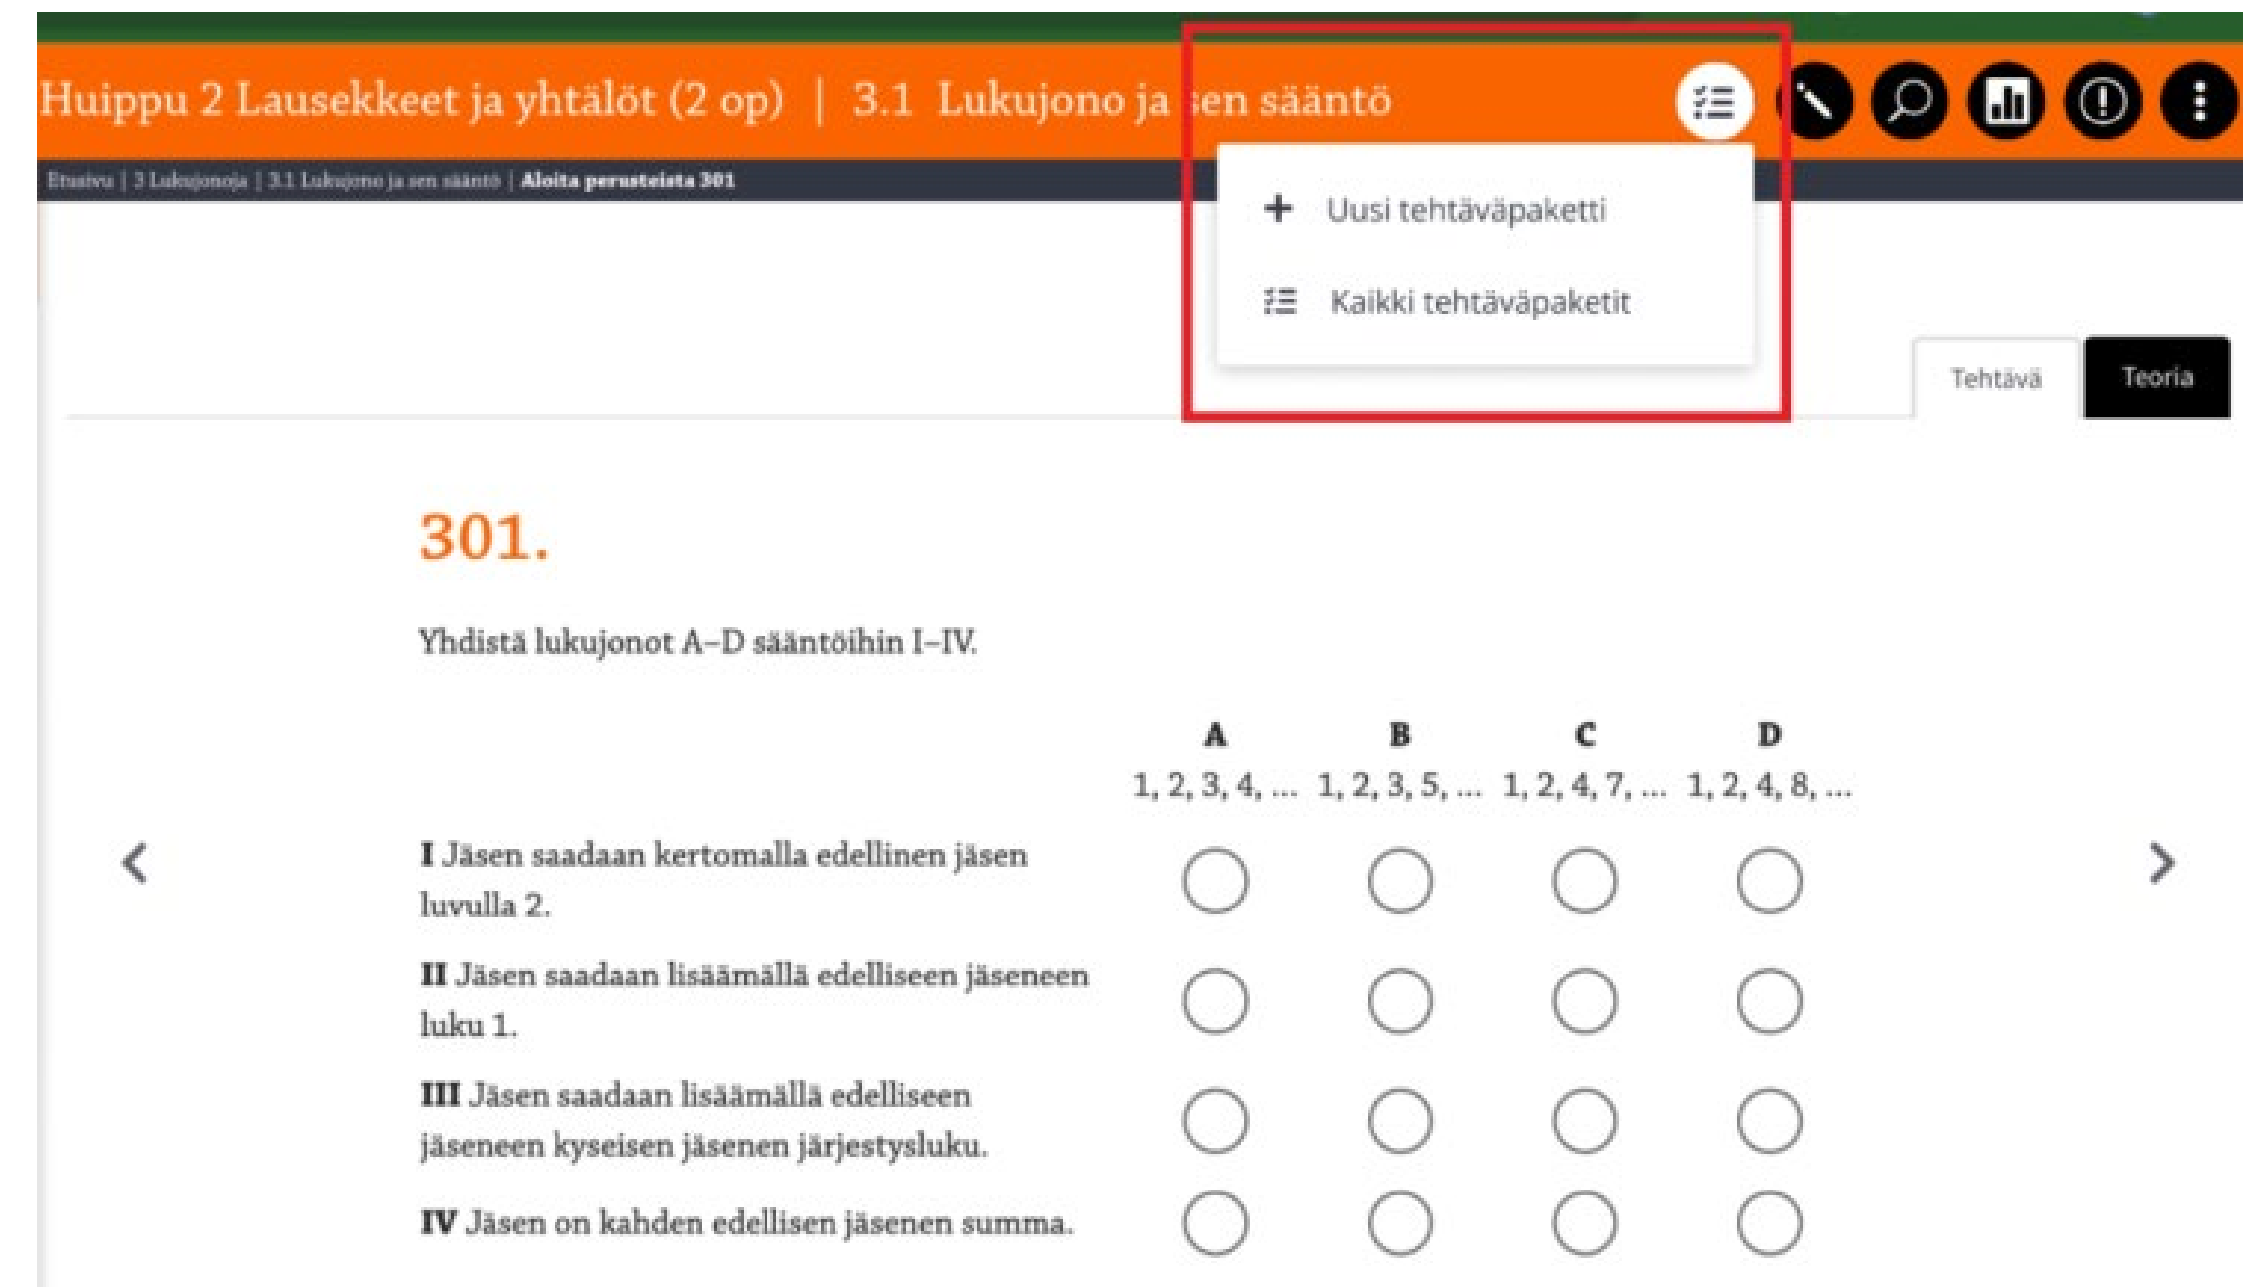 Huippu 2 Lausekkeet ja yhtälöt (2 op) | 3.1 Lukujono ja sen sääntö
Etusivu | 3 Lukujonoja | 3.1 Lukujono ja sen sääntö | Aloita perusteista 301
+ Uusi tehtäväpaketti
Kaikki tehtäväpaketit
Tehtävä Teoria
301.
Yhdistä lukujonot A–D sääntöihin I–IV.
A B C D
1, 2, 3, 4, ... 1, 2, 3, 5, ... 1, 2, 4, 7, ... 1, 2, 4, 8, ...
I Jäsen saadaan kertomalla edellinen jäsen
luvulla 2.
II Jäsen saadaan lisäämällä edelliseen jäseneen
luku 1.
III Jäsen saadaan lisäämällä edelliseen
jäseneen kyseisen jäsenen järjestysluku.
IV Jäsen on kahden edellisen jäsenen summa.